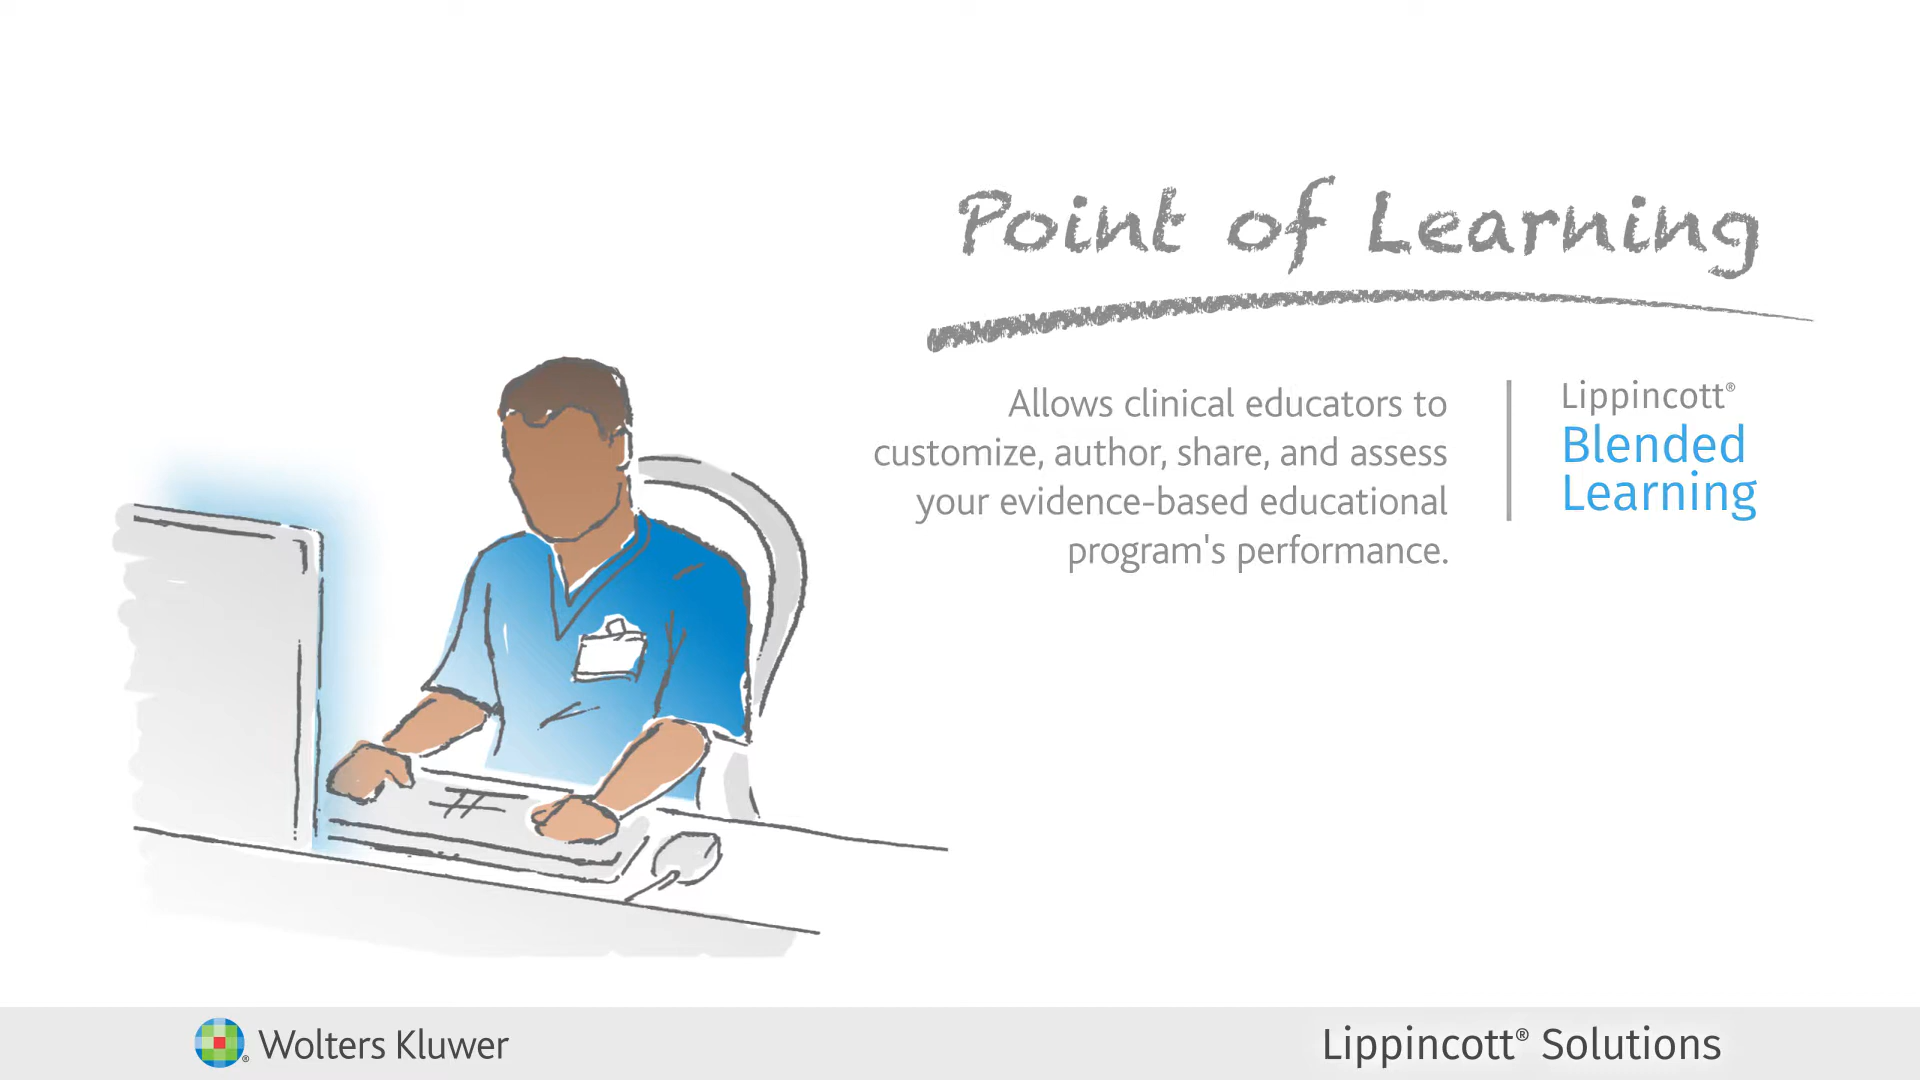 Point of Learning
Allows clinical educators to
customize, author, share, and assess
your evidence-based educational
program's performance.
Lippincott®
Blended
Learning
Wolters Kluwer
Lippincott® Solutions